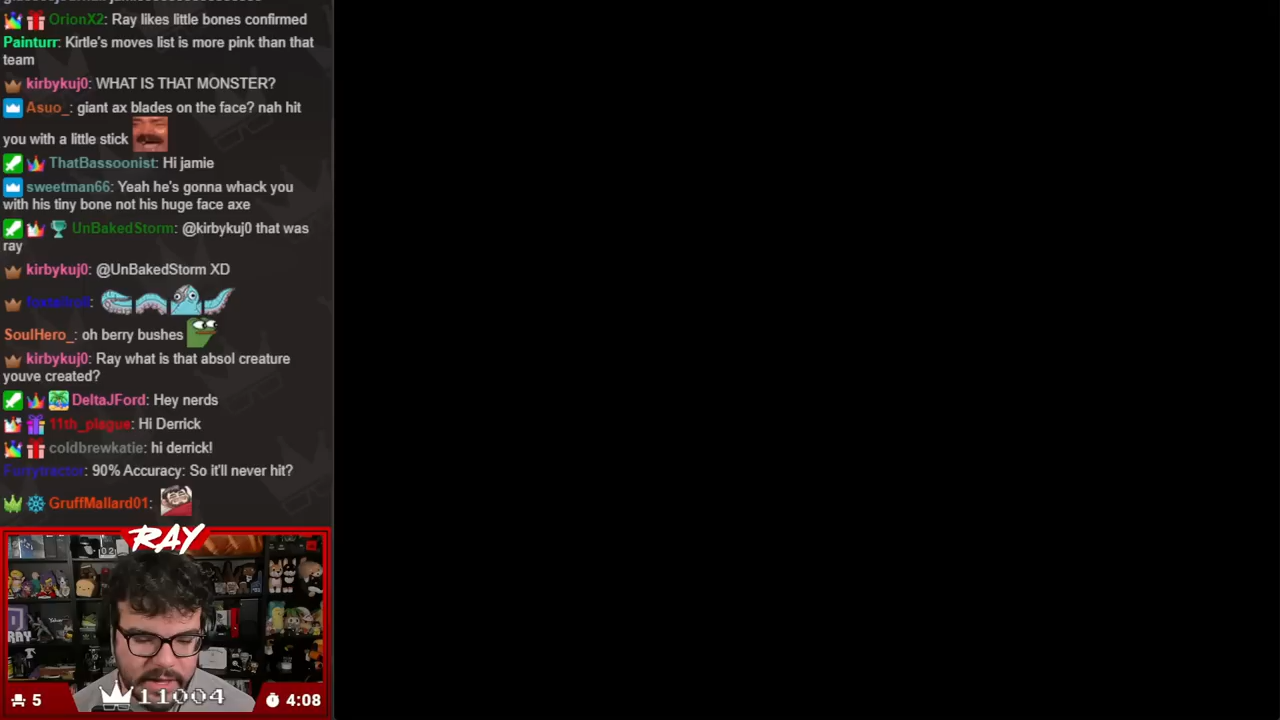 OrionX2: Ray likes little bones confirmed
Painturr: Kirtle's moves list is more pink than that
team
kirbykuj0: WHAT IS THAT MONSTER?
Asuo_: giant ax blades on the face? nah hit
you with a little stick
ThatBassoonist: Hi jamie
sweetman66: Yeah he's gonna whack you
with his tiny bone not his huge face axe
UnBakedStorm: @kirbykuj0 that was
ray
kirbykuj0: @UnBakedStorm XD
SoulHero_: oh berry bushes
kirbykuj0: Ray what is that absol creature
youve created?
DeltaJFord: Hey nerds
11th_plague: Hi Derrick
coldbrewkatie: hi derrick!
Furrytractor: 90% Accuracy: So it'll never hit?
GruffMallard01:
RAY
RAY
5
11004
4:08